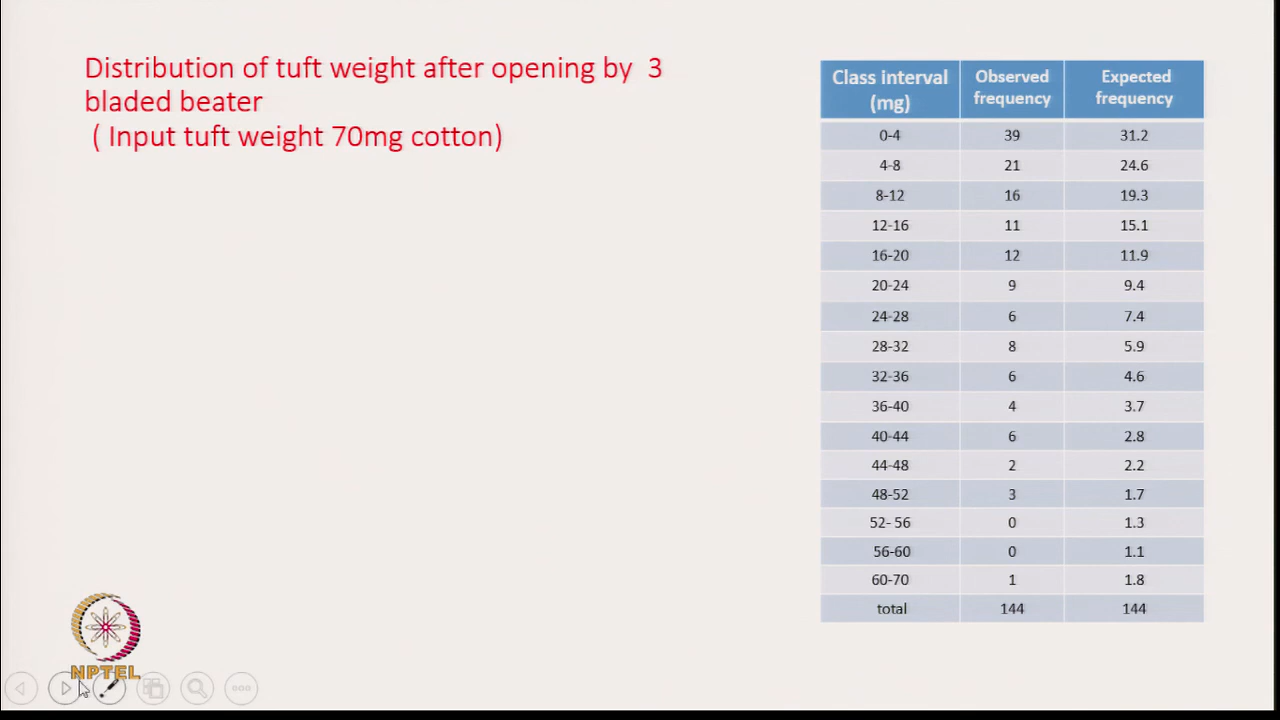 Distribution of tuft weight after opening by 3
bladed beater
( Input tuft weight 70mg cotton)
Class interval (mg) Observed frequency Expected frequency
0-4 39 31.2
4-8 21 24.6
8-12 16 19.3
12-16 11 15.1
16-20 12 11.9
20-24 9 9.4
24-28 6 7.4
28-32 8 5.9
32-36 6 4.6
36-40 4 3.7
40-44 6 2.8
44-48 2 2.2
48-52 3 1.7
52- 56 0 1.3
56-60 0 1.1
60-70 1 1.8
total 144 144
NPTEL